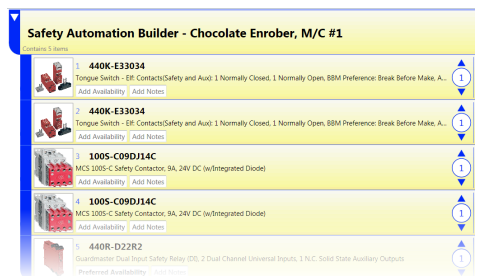 Safety Automation Builder - Chocolate Enrober, M/C #1
Contains 5 items
1 440K-E33034
Tongue Switch - Elf: Contacts(Safety and Aux): 1 Normally Closed, 1 Normally Open, BBM Preference: Break Before Make, A...
Add Availability Add Notes
1
2 440K-E33034
Tongue Switch - Elf: Contacts(Safety and Aux): 1 Normally Closed, 1 Normally Open, BBM Preference: Break Before Make, A...
Add Availability Add Notes
1
3 100S-C09DJ14C
MCS 100S-C Safety Contactor, 9A, 24V DC (w/Integrated Diode)
Add Availability Add Notes
1
4 100S-C09DJ14C
MCS 100S-C Safety Contactor, 9A, 24V DC (w/Integrated Diode)
Add Availability Add Notes
1
5 440R-D22R2
Guardmaster Dual Input Safety Relay (DI), 2 Dual Channel Universal Inputs, 1 N.C. Solid State Auxiliary Outputs
Preferred Availability Add Notes
1